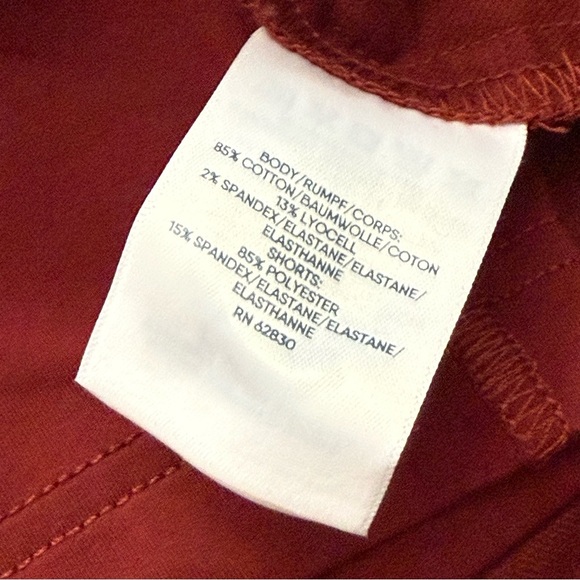 BODY/RUMPF/CORPS:
85% COTTON/BAUMWOLLE/COTON
13% LYOCELL
2% SPANDEX/ELASTANE/ELASTANE/
ELASTHANNE
SHORTS:
85% POLYESTER
15% SPANDEX/ELASTANE/ELASTANE/
ELASTHANNE
RN 62830